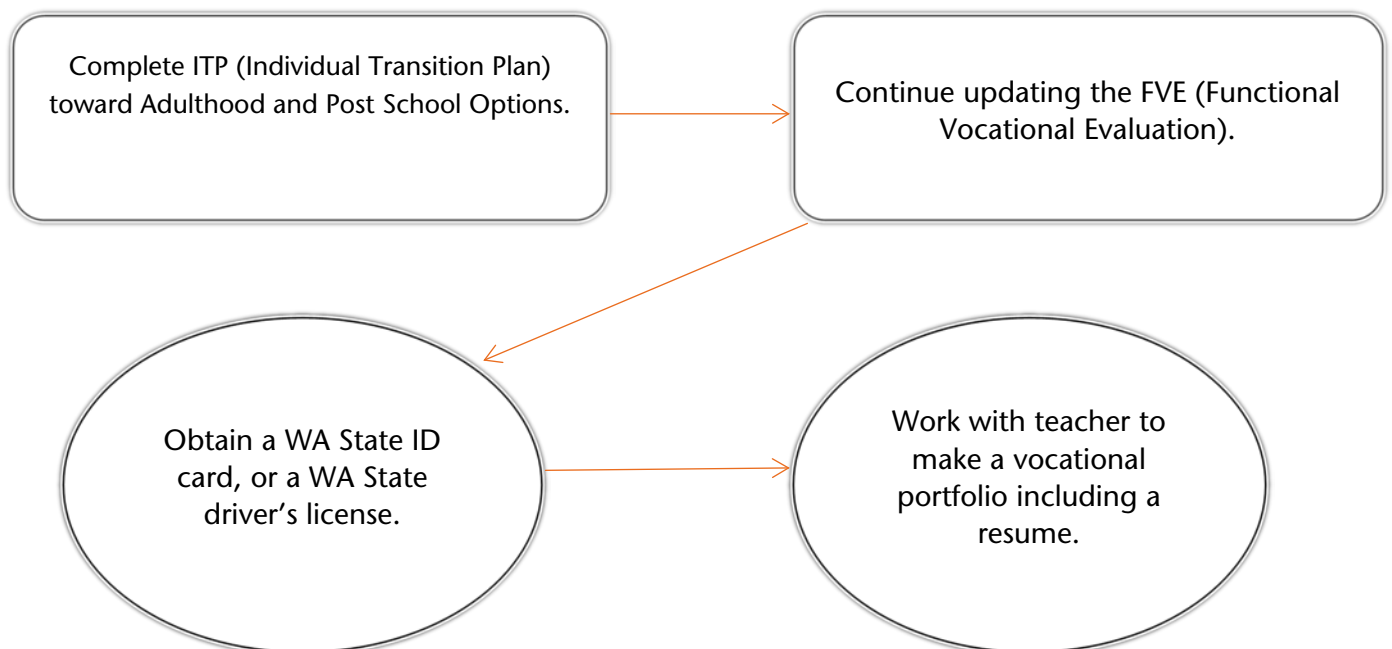 Complete ITP (Individual Transition Plan)
toward Adulthood and Post School Options.
Continue updating the FVE (Functional
Vocational Evaluation).
Obtain a WA State ID
card, or a WA State
driver’s license.
Work with teacher to
make a vocational
portfolio including a
resume.